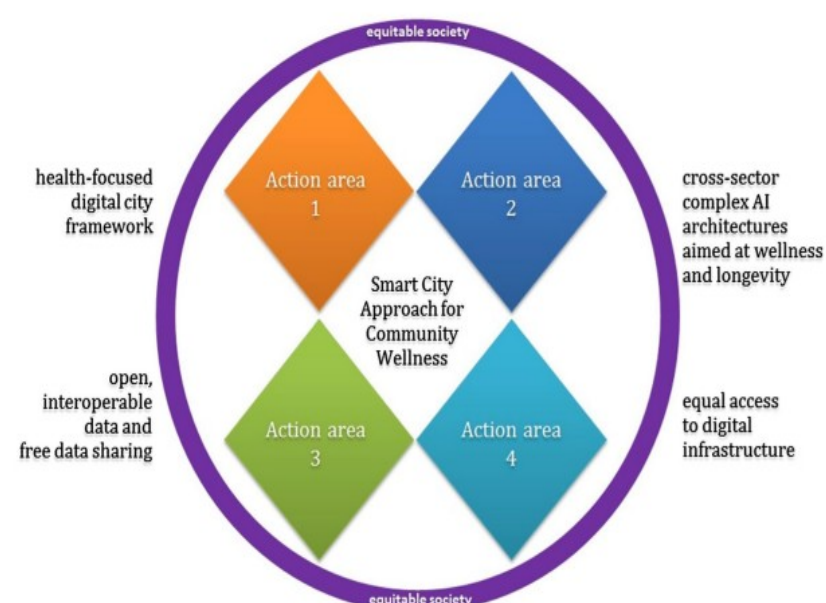 equitable society
health-focused
digital city
framework
Action area
1
Action area
2
cross-sector
complex AI
architectures
aimed at wellness
and longevity
Smart City
Approach for
Community
Wellness
open,
interoperable
data and
free data sharing
Action area
3
Action area
4
equal access
to digital
infrastructure
equitable society